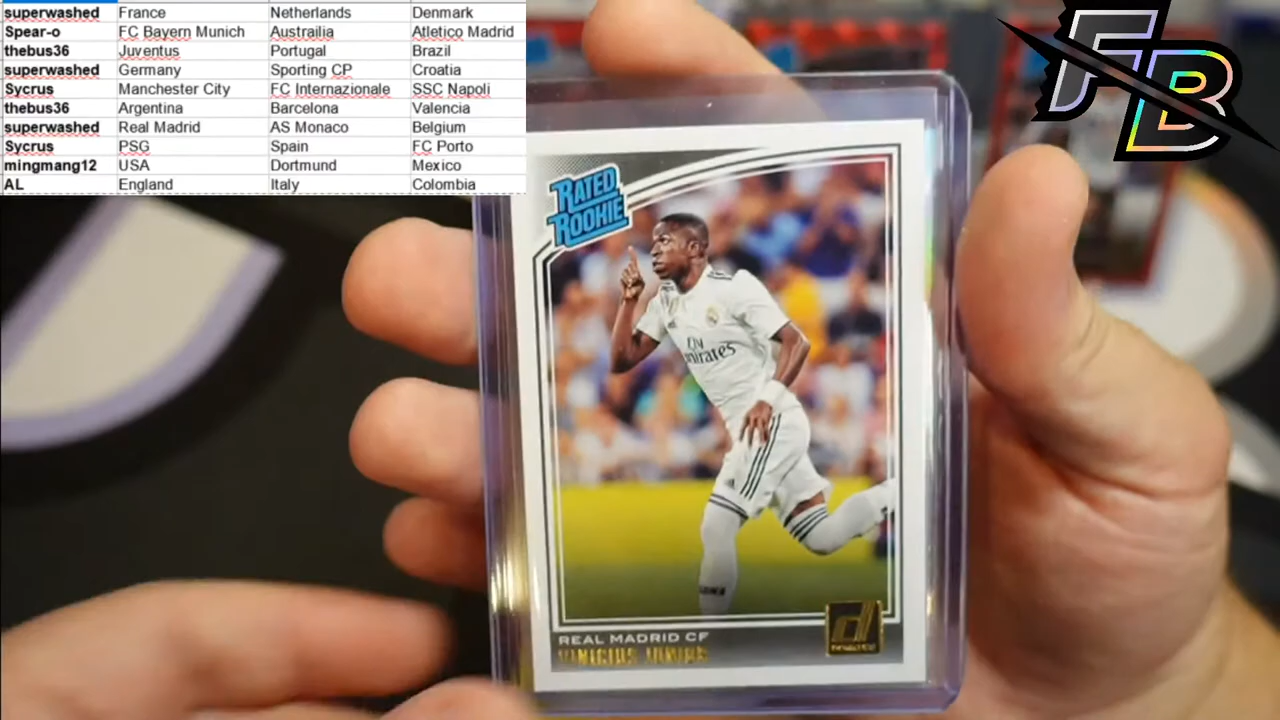 superwashed France Netherlands Denmark
Spear-o FC Bayern Munich Austrailia Atletico Madrid
thebus36 Juventus Portugal Brazil
superwashed Germany Sporting CP Croatia
Sycrus Manchester City FC Internazionale SSC Napoli
thebus36 Argentina Barcelona Valencia
superwashed Real Madrid AS Monaco Belgium
Sycrus PSG Spain FC Porto
mingmang12 USA Dortmund Mexico
AL England Italy Colombia
FB
RATED
ROOKIE
Fly
Emirates
REAL MADRID CF
VINICIUS JUNIOR
d
DONRUSS